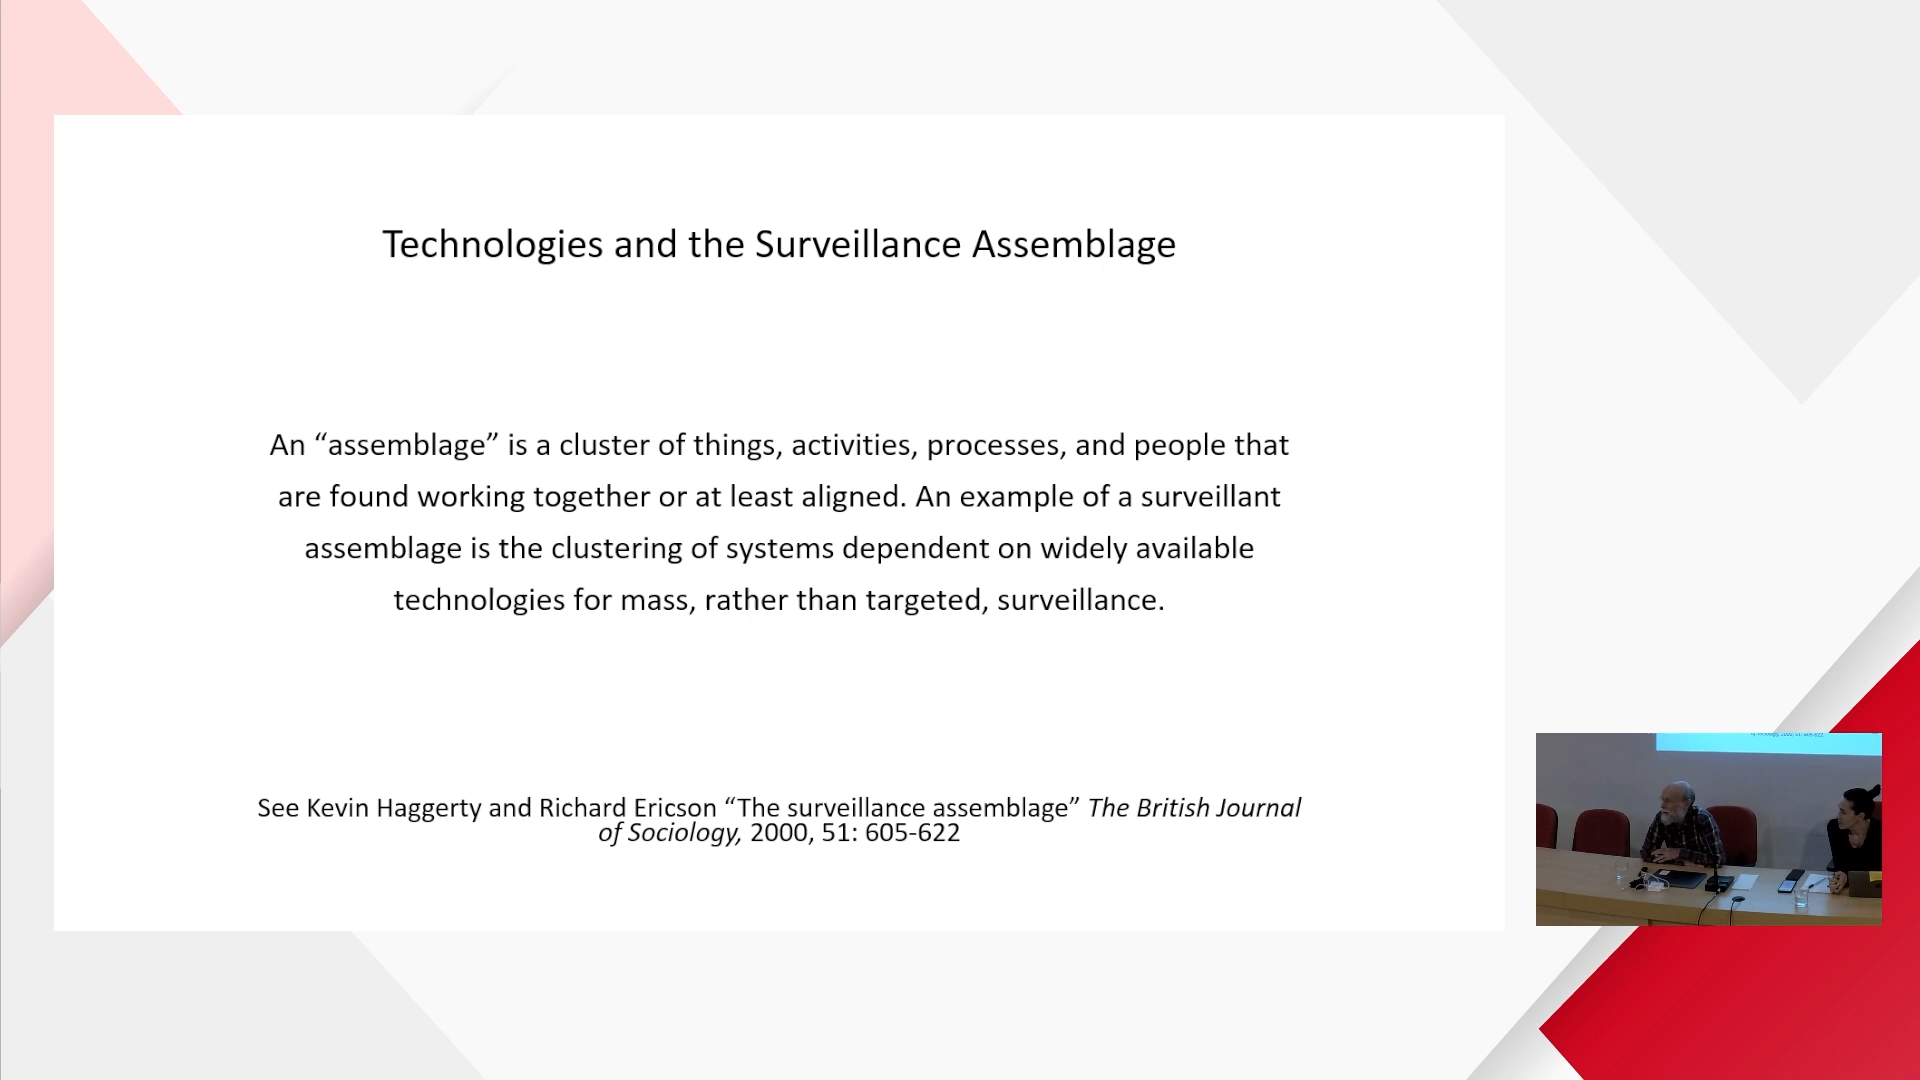 Technologies and the Surveillance Assemblage
An “assemblage” is a cluster of things, activities, processes, and people that
are found working together or at least aligned. An example of a surveillant
assemblage is the clustering of systems dependent on widely available
technologies for mass, rather than targeted, surveillance.
See Kevin Haggerty and Richard Ericson “The surveillance assemblage” The British Journal
of Sociology, 2000, 51: 605-622